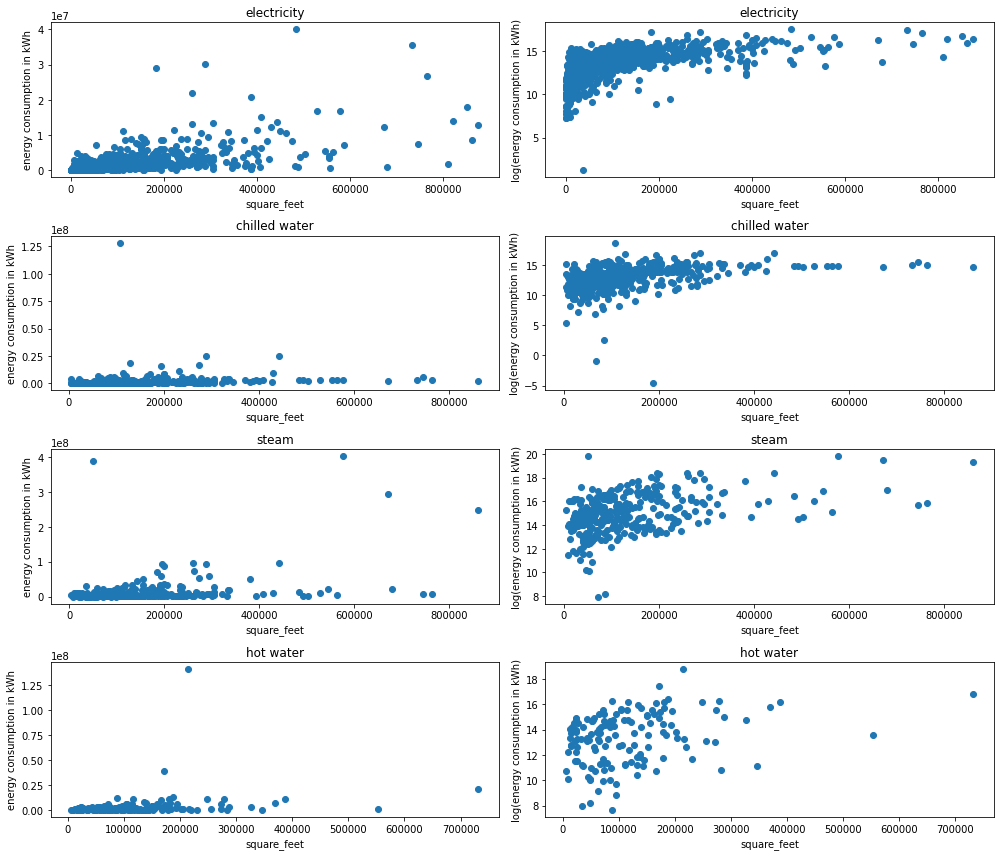 electricity
1e7
energy consumption in kWh
4
3
2
1
0
0 200000 400000 600000 800000
square_feet
electricity
log(energy consumption in kWh)
15
10
5
0 200000 400000 600000 800000
square_feet
chilled water
1e8
energy consumption in kWh
1.25
1.00
0.75
0.50
0.25
0.00
0 200000 400000 600000 800000
square_feet
chilled water
log(energy consumption in kWh)
15
10
5
0
−5
0 200000 400000 600000 800000
square_feet
steam
1e8
energy consumption in kWh
4
3
2
1
0
0 200000 400000 600000 800000
square_feet
steam
log(energy consumption in kWh)
20
18
16
14
12
10
8
0 200000 400000 600000 800000
square_feet
hot water
1e8
energy consumption in kWh
1.25
1.00
0.75
0.50
0.25
0.00
0 100000 200000 300000 400000 500000 600000 700000
square_feet
hot water
log(energy consumption in kWh)
18
16
14
12
10
8
0 100000 200000 300000 400000 500000 600000 700000
square_feet